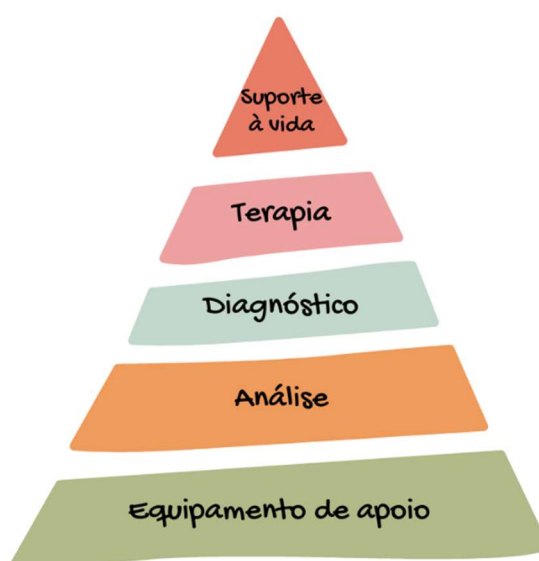 Suporte
à vida
Terapia
Diagnóstico
Análise
Equipamento de apoio